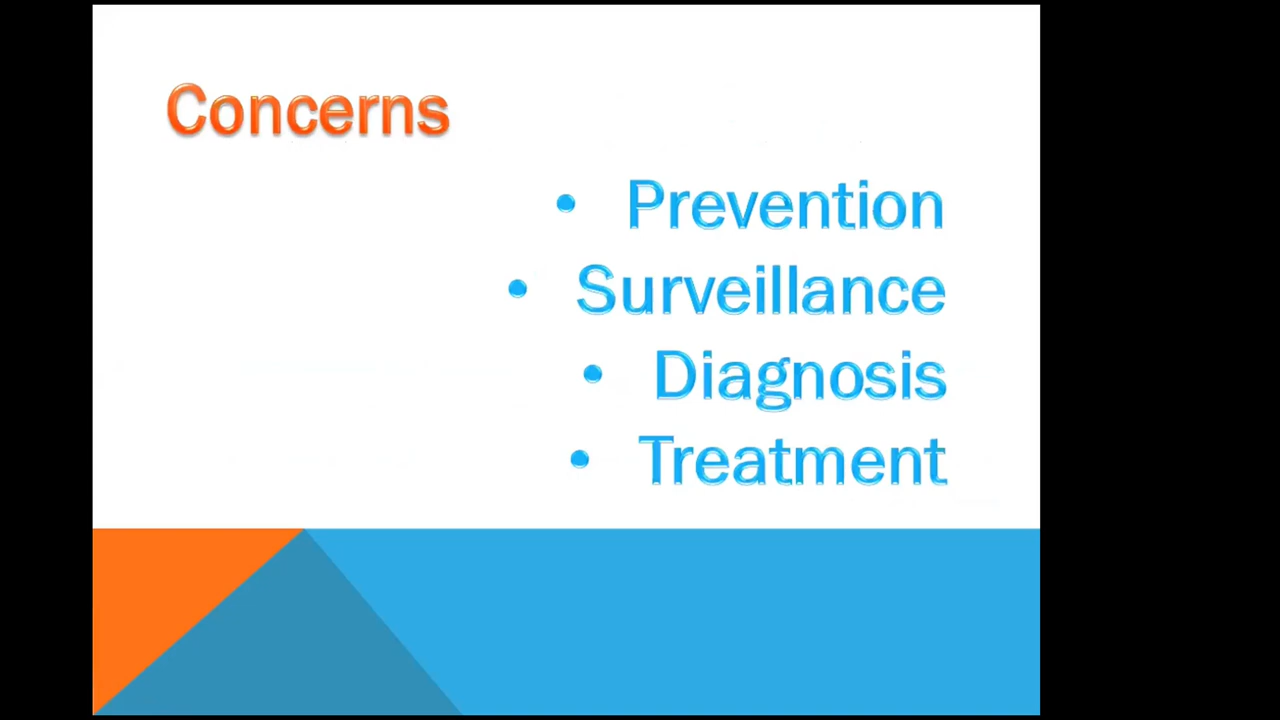 Concerns
• Prevention
• Surveillance
• Diagnosis
• Treatment